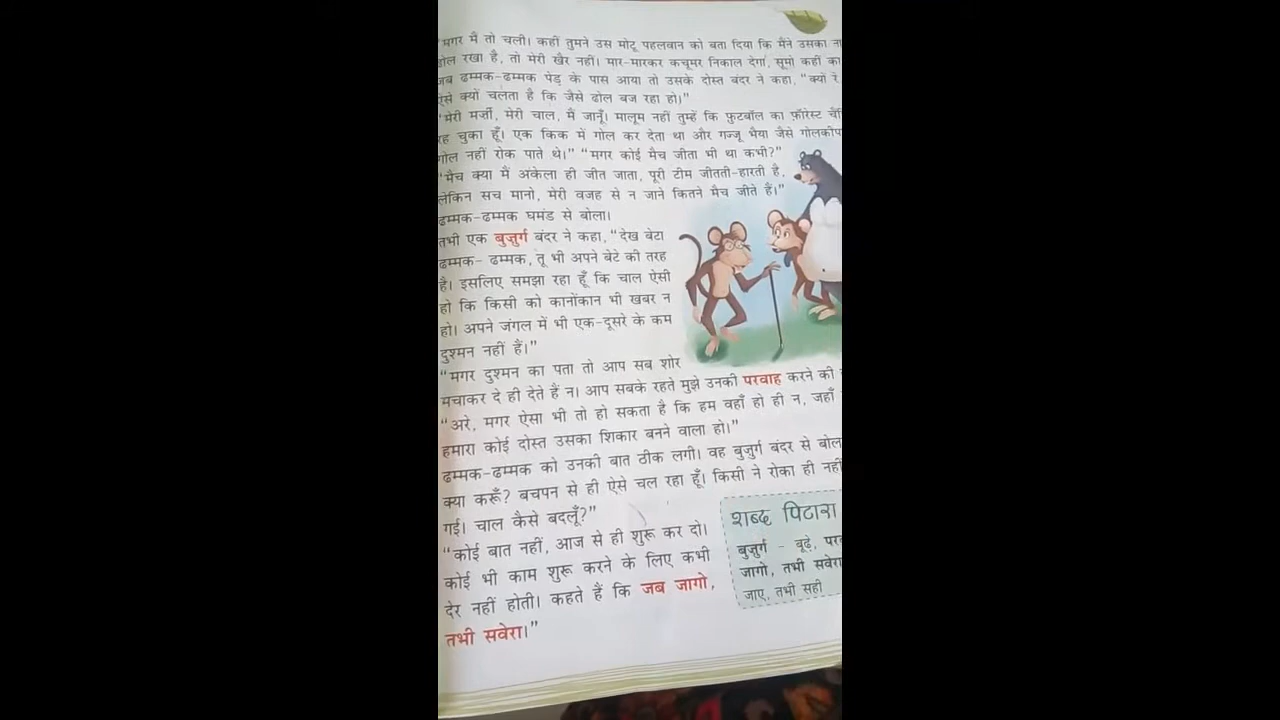 "मगर मैं तो चली। कहीं तुमने उस मोटू पहलवान को बता दिया कि मैंने उसका
ढोल रखा है, तो मेरी खैर नहीं। मार-मारकर कचूमर निकाल देगा, सूमो कहीं का
जब ढम्मक-ढम्मक पेड़ के पास आया तो उसके दोस्त बंदर ने कहा, "क्यों रे
ऐसे क्यों चलता है कि जैसे ढोल बज रहा हो।"
"मेरी मर्ज़ी, मेरी चाल, मैं जानूँ। मालूम नहीं तुम्हें कि फ़ुटबॉल का फ़ॉरेस्ट
रह चुका हूँ। एक किक में गोल कर देता था और गज्जू भैया जैसे
गोल नहीं रोक पाते थे।" "मगर कोई मैच जीता भी था कभी?"
"मैच क्या मैं अकेला ही जीत जाता, पूरी टीम जीतती-हारती है,
लेकिन सच मानो, मेरी वजह से न जाने कितने मैच जीते हैं।"
ढम्मक-ढम्मक घमंड से बोला।
तभी एक बुज़ुर्ग बंदर ने कहा, "देख बेटा
ढम्मक- ढम्मक, तू भी अपने बेटे की तरह
है। इसलिए समझा रहा हूँ कि चाल ऐसी
हो कि किसी को कानोंकान भी खबर न
हो। अपने जंगल में भी एक-दूसरे के कम
दुश्मन नहीं हैं।"
"मगर दुश्मन का पता तो आप सब शोर
मचाकर दे ही देते हैं न। आप सबके रहते मुझे उनकी परवाह करने की
"अरे, मगर ऐसा भी तो हो सकता है कि हम वहाँ हो ही न, जहाँ
हमारा कोई दोस्त उसका शिकार बनने वाला हो।"
ढम्मक-ढम्मक को उनकी बात ठीक लगी। वह बुज़ुर्ग बंदर से
क्या करूँ? बचपन से ही ऐसे चल रहा हूँ। किसी ने रोका ही नहीं
गई। चाल कैसे बदलूँ?"
"कोई बात नहीं, आज से ही शुरू कर दो।
कोई भी काम शुरू करने के लिए कभी
देर नहीं होती। कहते हैं कि जब जागो,
तभी सवेरा।"
शब्द पिटारा
बुज़ुर्ग – बूढ़े,
जागो, तभी सवेरा
जाए, तभी सही